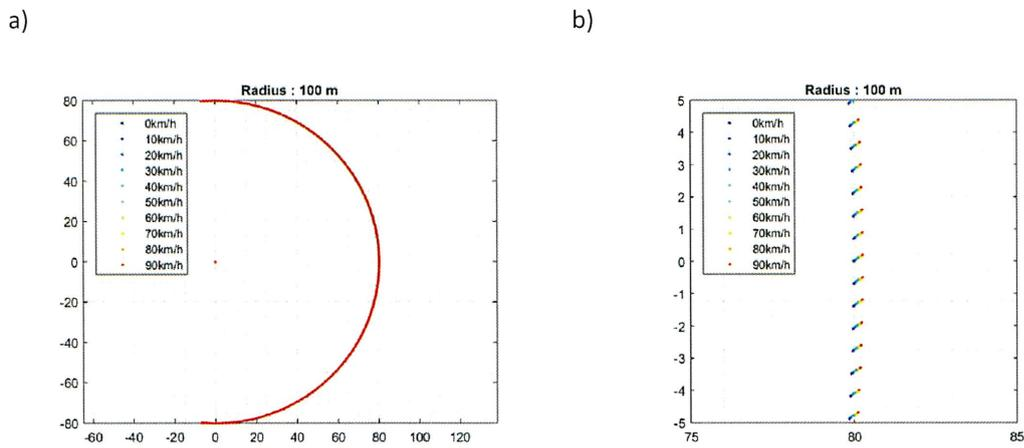 a)
b)
Radius : 100 m
80
60
40
20
0
-20
-40
-60
-80
-60
-40
-20
0
20
40
60
80
100
120
0km/h
10km/h
20km/h
30km/h
40km/h
50km/h
60km/h
70km/h
80km/h
90km/h
Radius : 100 m
5
4
3
2
1
0
-1
-2
-3
-4
-5
75
80
85
0km/h
10km/h
20km/h
30km/h
40km/h
50km/h
60km/h
70km/h
80km/h
90km/h